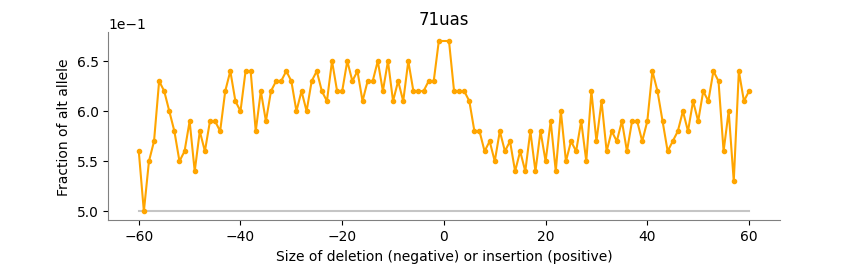 71uas
1e−1
Fraction of alt allele
6.5
6.0
5.5
5.0
−60 −40 −20 0 20 40 60
Size of deletion (negative) or insertion (positive)